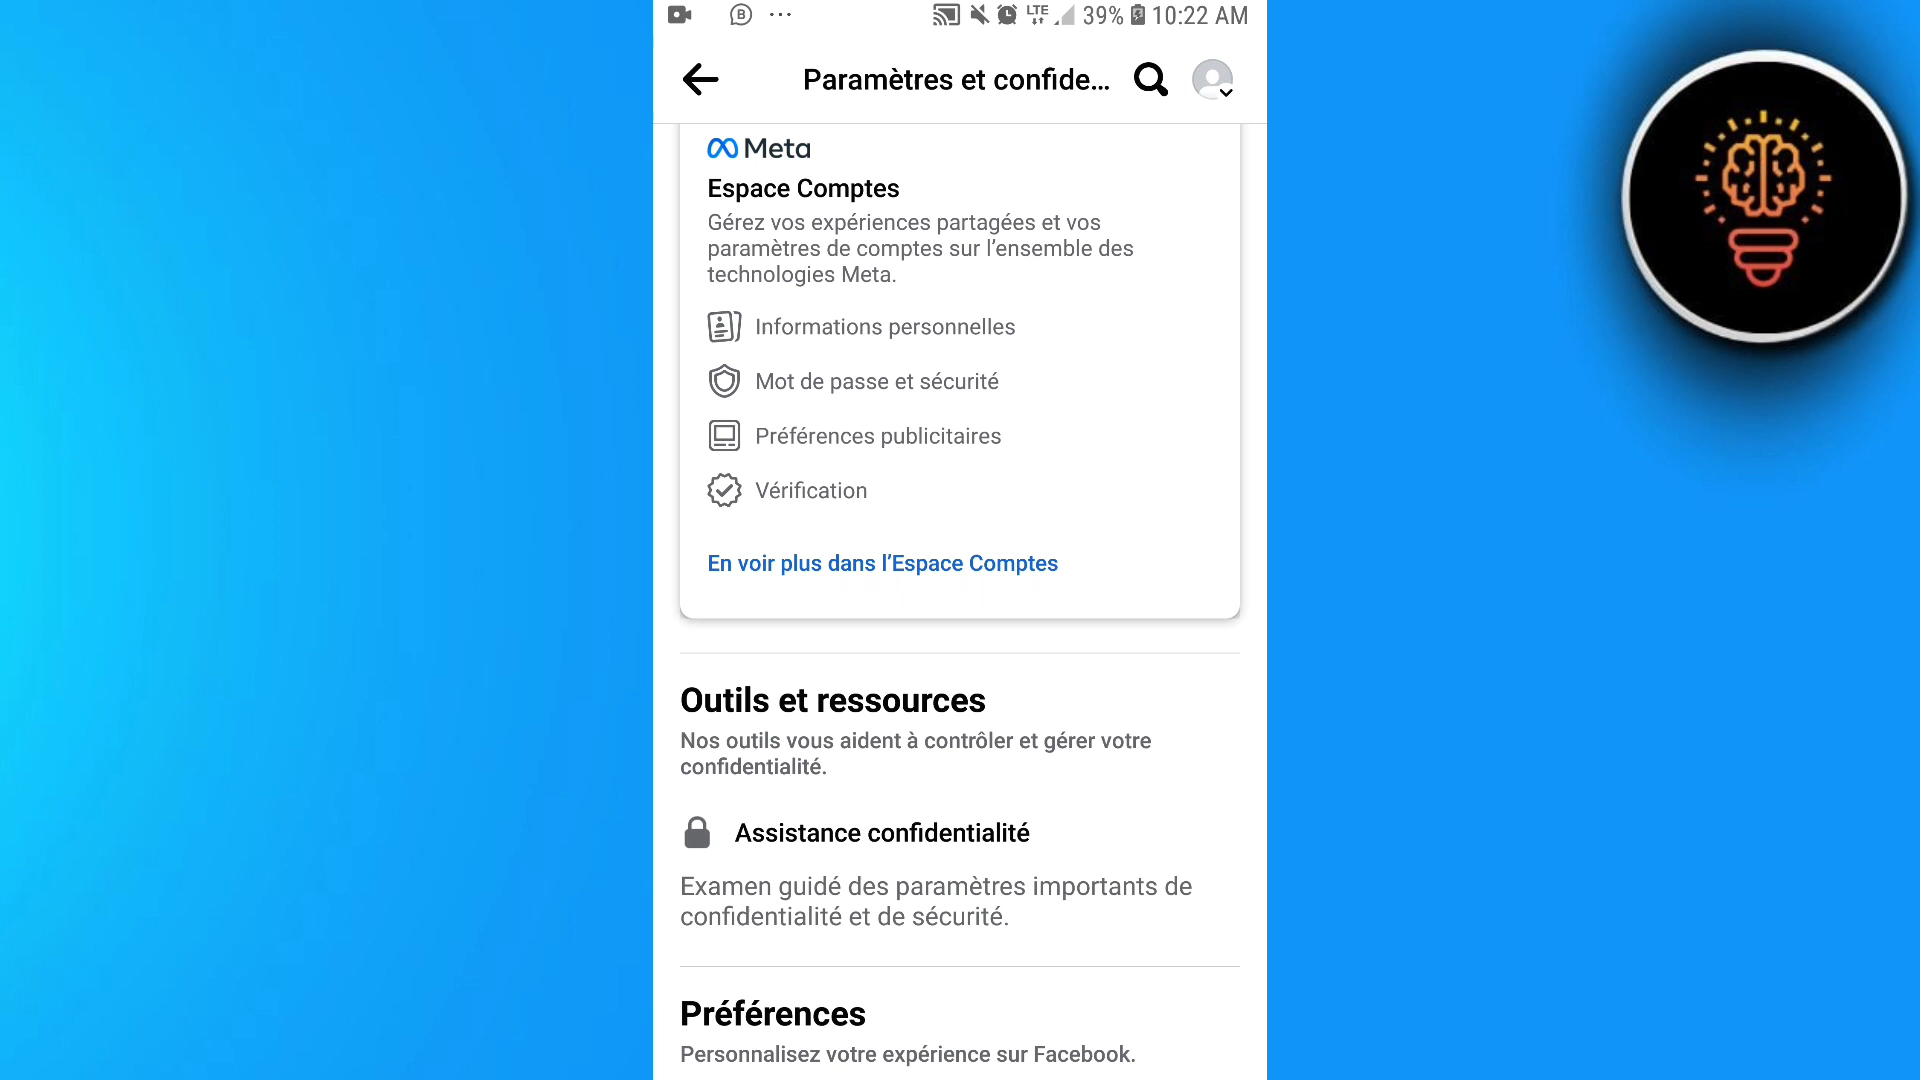 LTE 39% 10:22 AM
Paramètres et confide...
Meta
Espace Comptes
Gérez vos expériences partagées et vos
paramètres de comptes sur l’ensemble des
technologies Meta.
Informations personnelles
Mot de passe et sécurité
Préférences publicitaires
Vérification
En voir plus dans l’Espace Comptes
Outils et ressources
Nos outils vous aident à contrôler et gérer votre
confidentialité.
Assistance confidentialité
Examen guidé des paramètres importants de
confidentialité et de sécurité.
Préférences
Personnalisez votre expérience sur Facebook.